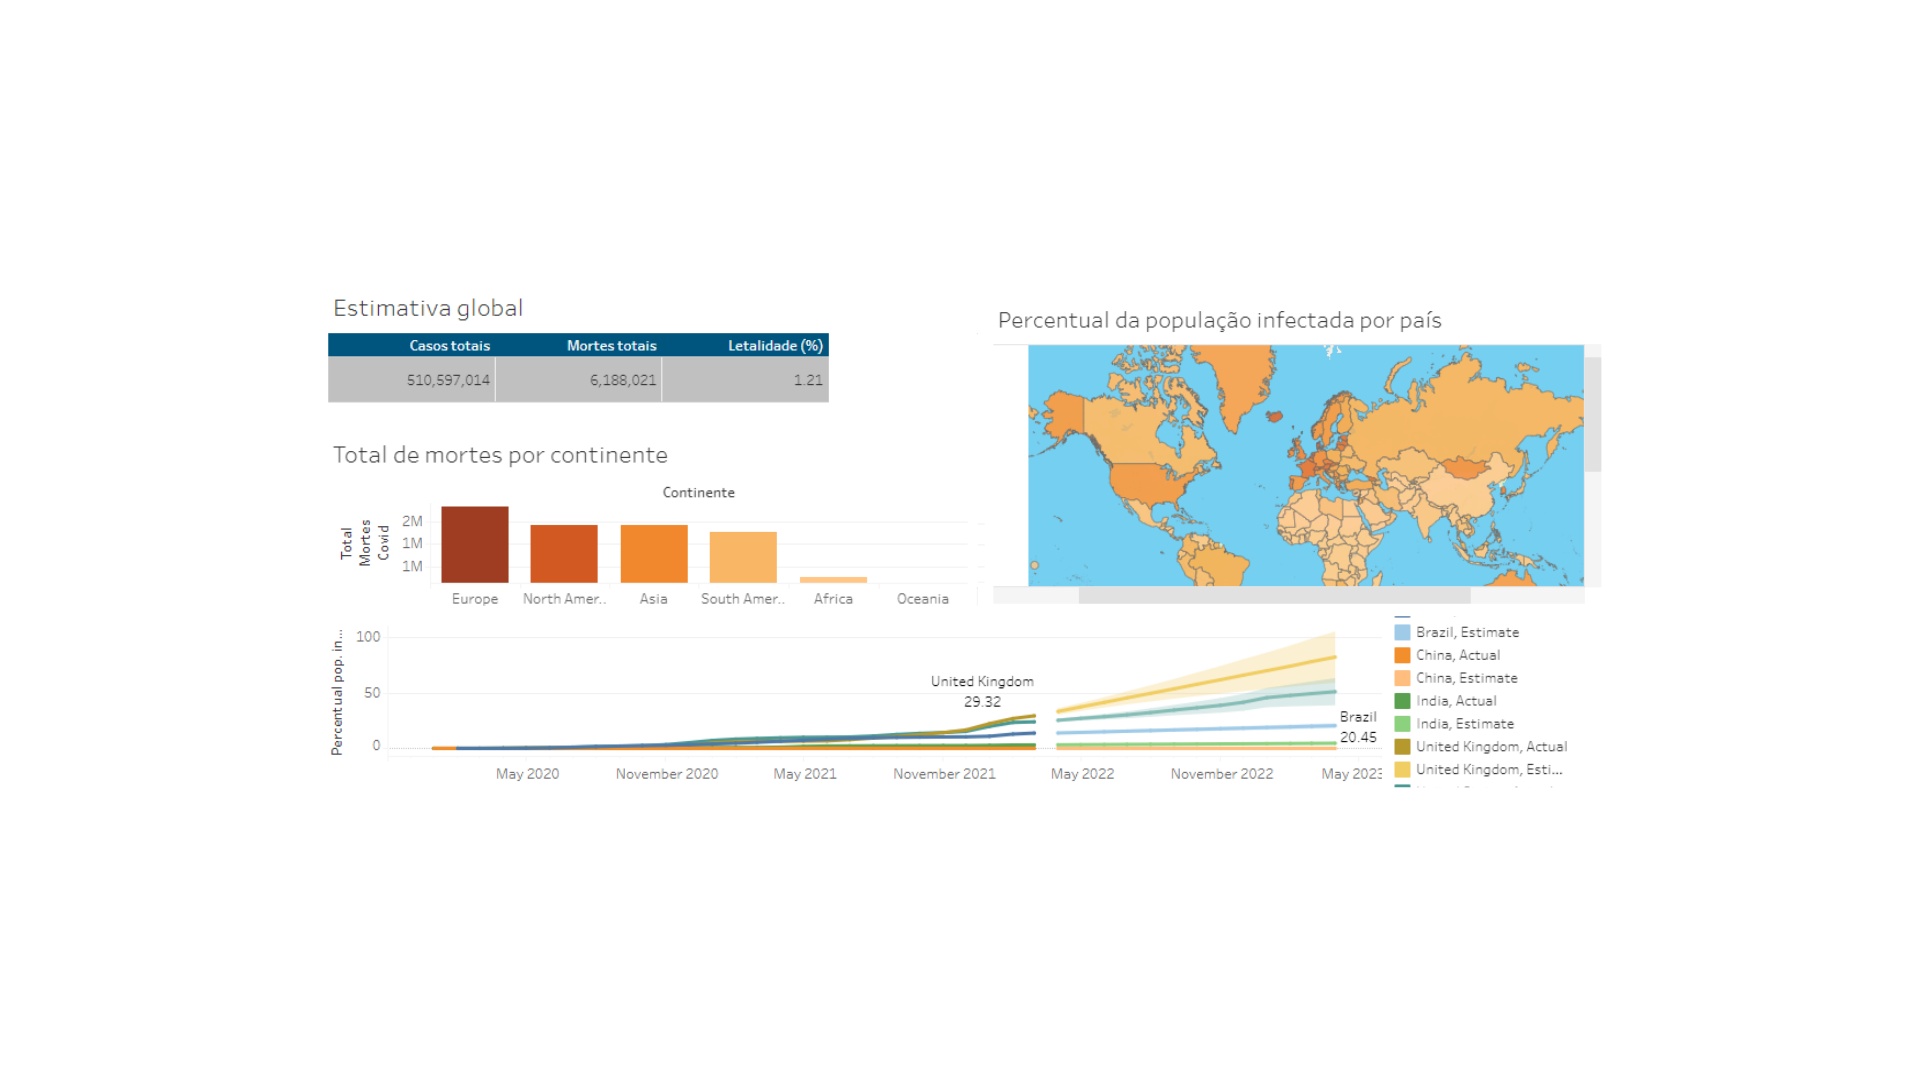 Estimativa global
Casos totais Mortes totais Letalidade (%)
510,597,014 6,188,021 1.21
Total de mortes por continente
Continente
Total
Mortes
Covid
2M
1M
1M
Europe North Amer.. Asia South Amer.. Africa Oceania
Percentual da população infectada por país
Percentual pop. in...
100
50
0
United Kingdom
29.32
Brazil
20.45
May 2020 November 2020 May 2021 November 2021 May 2022 November 2022 May 2023
Brazil, Estimate
China, Actual
China, Estimate
India, Actual
India, Estimate
United Kingdom, Actual
United Kingdom, Esti...